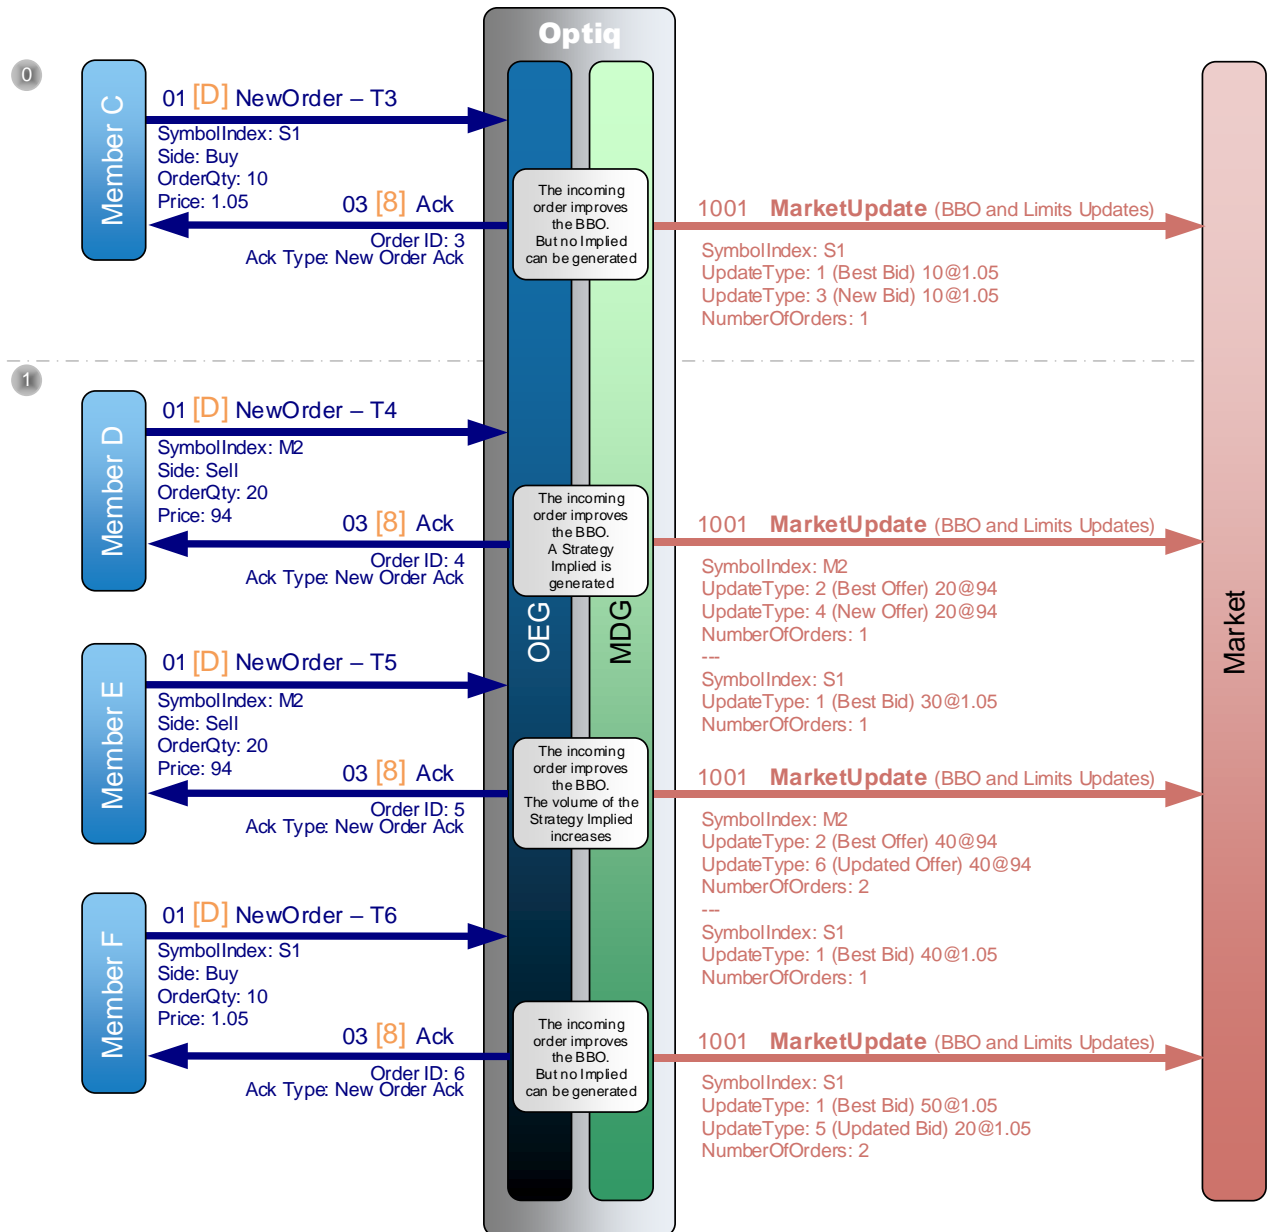 Optiq
0
Member C
01 [D] NewOrder – T3
SymbolIndex: S1
Side: Buy
OrderQty: 10
Price: 1.05
03 [8] Ack
Order ID: 3
Ack Type: New Order Ack
The incoming
order improves
the BBO.
But no Implied
can be generated
1001 MarketUpdate (BBO and Limits Updates)
SymbolIndex: S1
UpdateType: 1 (Best Bid) 10@1.05
UpdateType: 3 (New Bid) 10@1.05
NumberOfOrders: 1
1
Member D
01 [D] NewOrder – T4
SymbolIndex: M2
Side: Sell
OrderQty: 20
Price: 94
03 [8] Ack
Order ID: 4
Ack Type: New Order Ack
The incoming
order improves
the BBO.
A Strategy
Implied is
generated
1001 MarketUpdate (BBO and Limits Updates)
SymbolIndex: M2
UpdateType: 2 (Best Offer) 20@94
UpdateType: 4 (New Offer) 20@94
NumberOfOrders: 1
---
SymbolIndex: S1
UpdateType: 1 (Best Bid) 30@1.05
NumberOfOrders: 1
OEG
MDG
Market
Member E
01 [D] NewOrder – T5
SymbolIndex: M2
Side: Sell
OrderQty: 20
Price: 94
03 [8] Ack
Order ID: 5
Ack Type: New Order Ack
The incoming
order improves
the BBO.
The volume of the
Strategy Implied
increases
1001 MarketUpdate (BBO and Limits Updates)
SymbolIndex: M2
UpdateType: 2 (Best Offer) 40@94
UpdateType: 6 (Updated Offer) 40@94
NumberOfOrders: 2
---
SymbolIndex: S1
UpdateType: 1 (Best Bid) 40@1.05
NumberOfOrders: 1
Member F
01 [D] NewOrder – T6
SymbolIndex: S1
Side: Buy
OrderQty: 10
Price: 1.05
03 [8] Ack
Order ID: 6
Ack Type: New Order Ack
The incoming
order improves
the BBO.
But no Implied
can be generated
1001 MarketUpdate (BBO and Limits Updates)
SymbolIndex: S1
UpdateType: 1 (Best Bid) 50@1.05
UpdateType: 5 (Updated Bid) 20@1.05
NumberOfOrders: 2